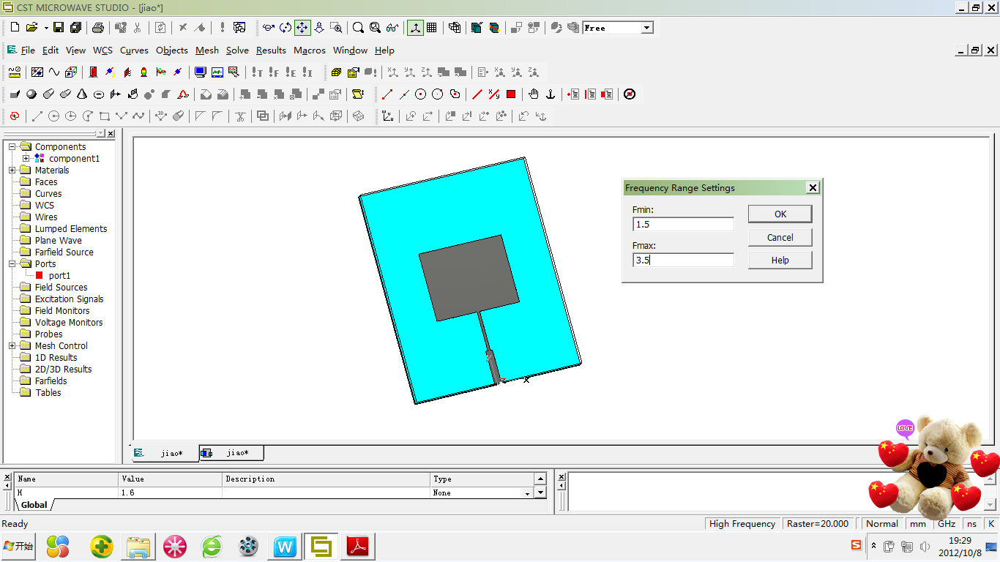 CST MICROWAVE STUDIO - [jiao*]
Free
File Edit View WCS Curves Objects Mesh Solve Results Macros Window Help
Components
component1
Materials
Faces
Curves
WCS
Wires
Lumped Elements
Plane Wave
Farfield Source
Ports
port1
Field Sources
Excitation Signals
Field Monitors
Voltage Monitors
Probes
Mesh Control
1D Results
2D/3D Results
Farfields
Tables
Frequency Range Settings
Fmin:
1.5
OK
Cancel
Fmax:
3.5
Help
LOVE
jiao* jiao*
Name Value Description Type
H 1.6 None
Global
Ready High Frequency Raster=20.000 Normal mm GHz ns K
开始
19:29
2012/10/8